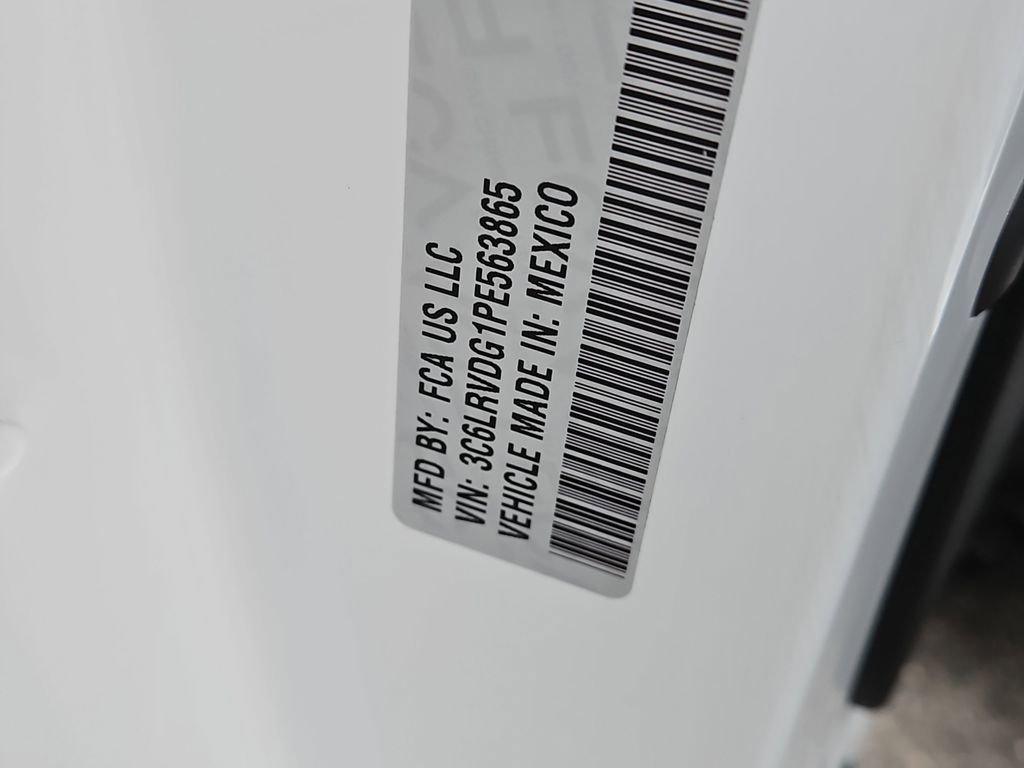 MFD BY: FCA US LLC
VIN: 3C6LRVDG1PE563865
VEHICLE MADE IN: MEXICO